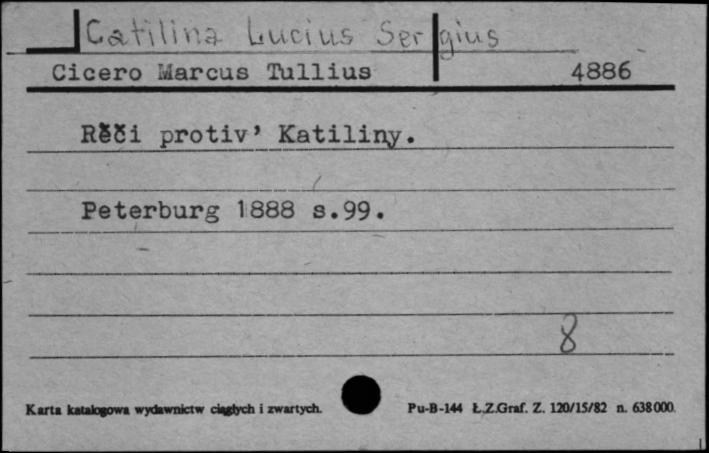 Catilina Lucius Sergius
Cicero Marcus Tullius 4886
Rěči protiv’ Katiliny.
Peterburg 1888 s.99.
8
Karta katalogowa wydawnictw ciągłych i zwartych. Pu-B-144 Ł.Z.Graf. Z. 120/15/82 n. 638000.